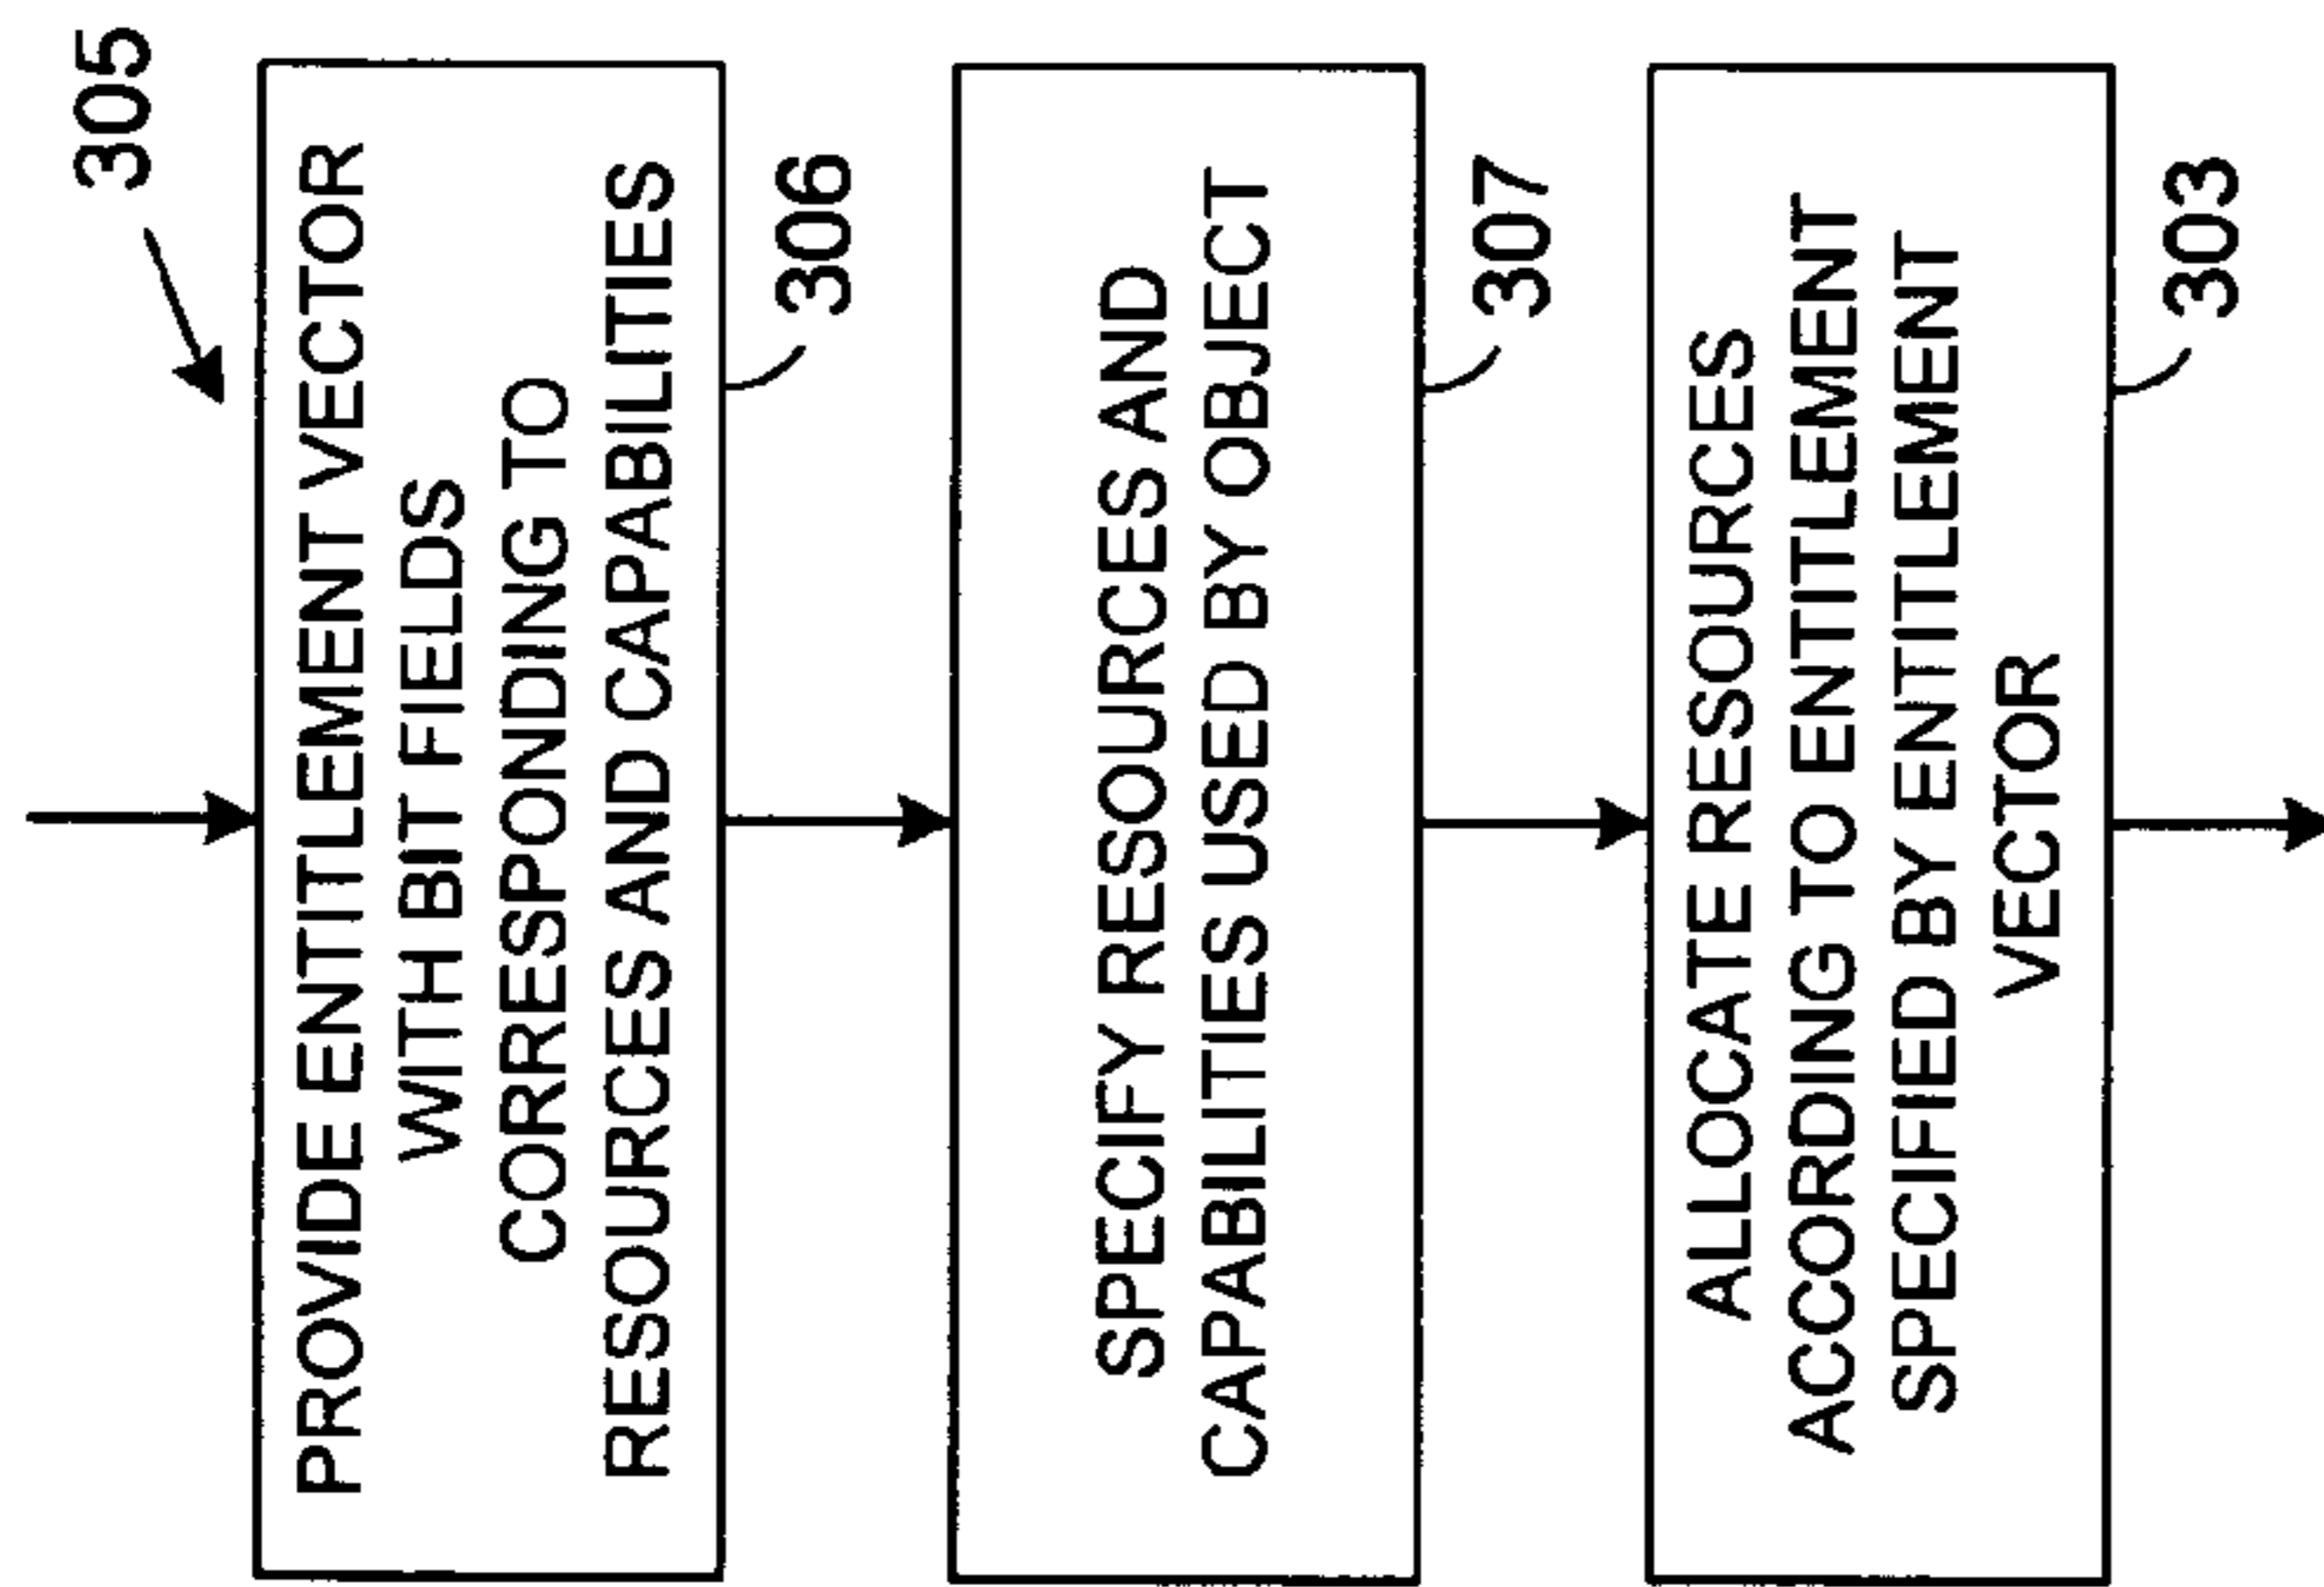 305
PROVIDE ENTITLEMENT VECTOR
WITH BIT FIELDS
CORRESPONDING TO
RESOURCES AND CAPABILITIES
306
SPECIFY RESOURCES AND
CAPABILITIES USED BY OBJECT
307
ALLOCATE RESOURCES
ACCORDING TO ENTITLEMENT
SPECIFIED BY ENTITLEMENT
VECTOR
303